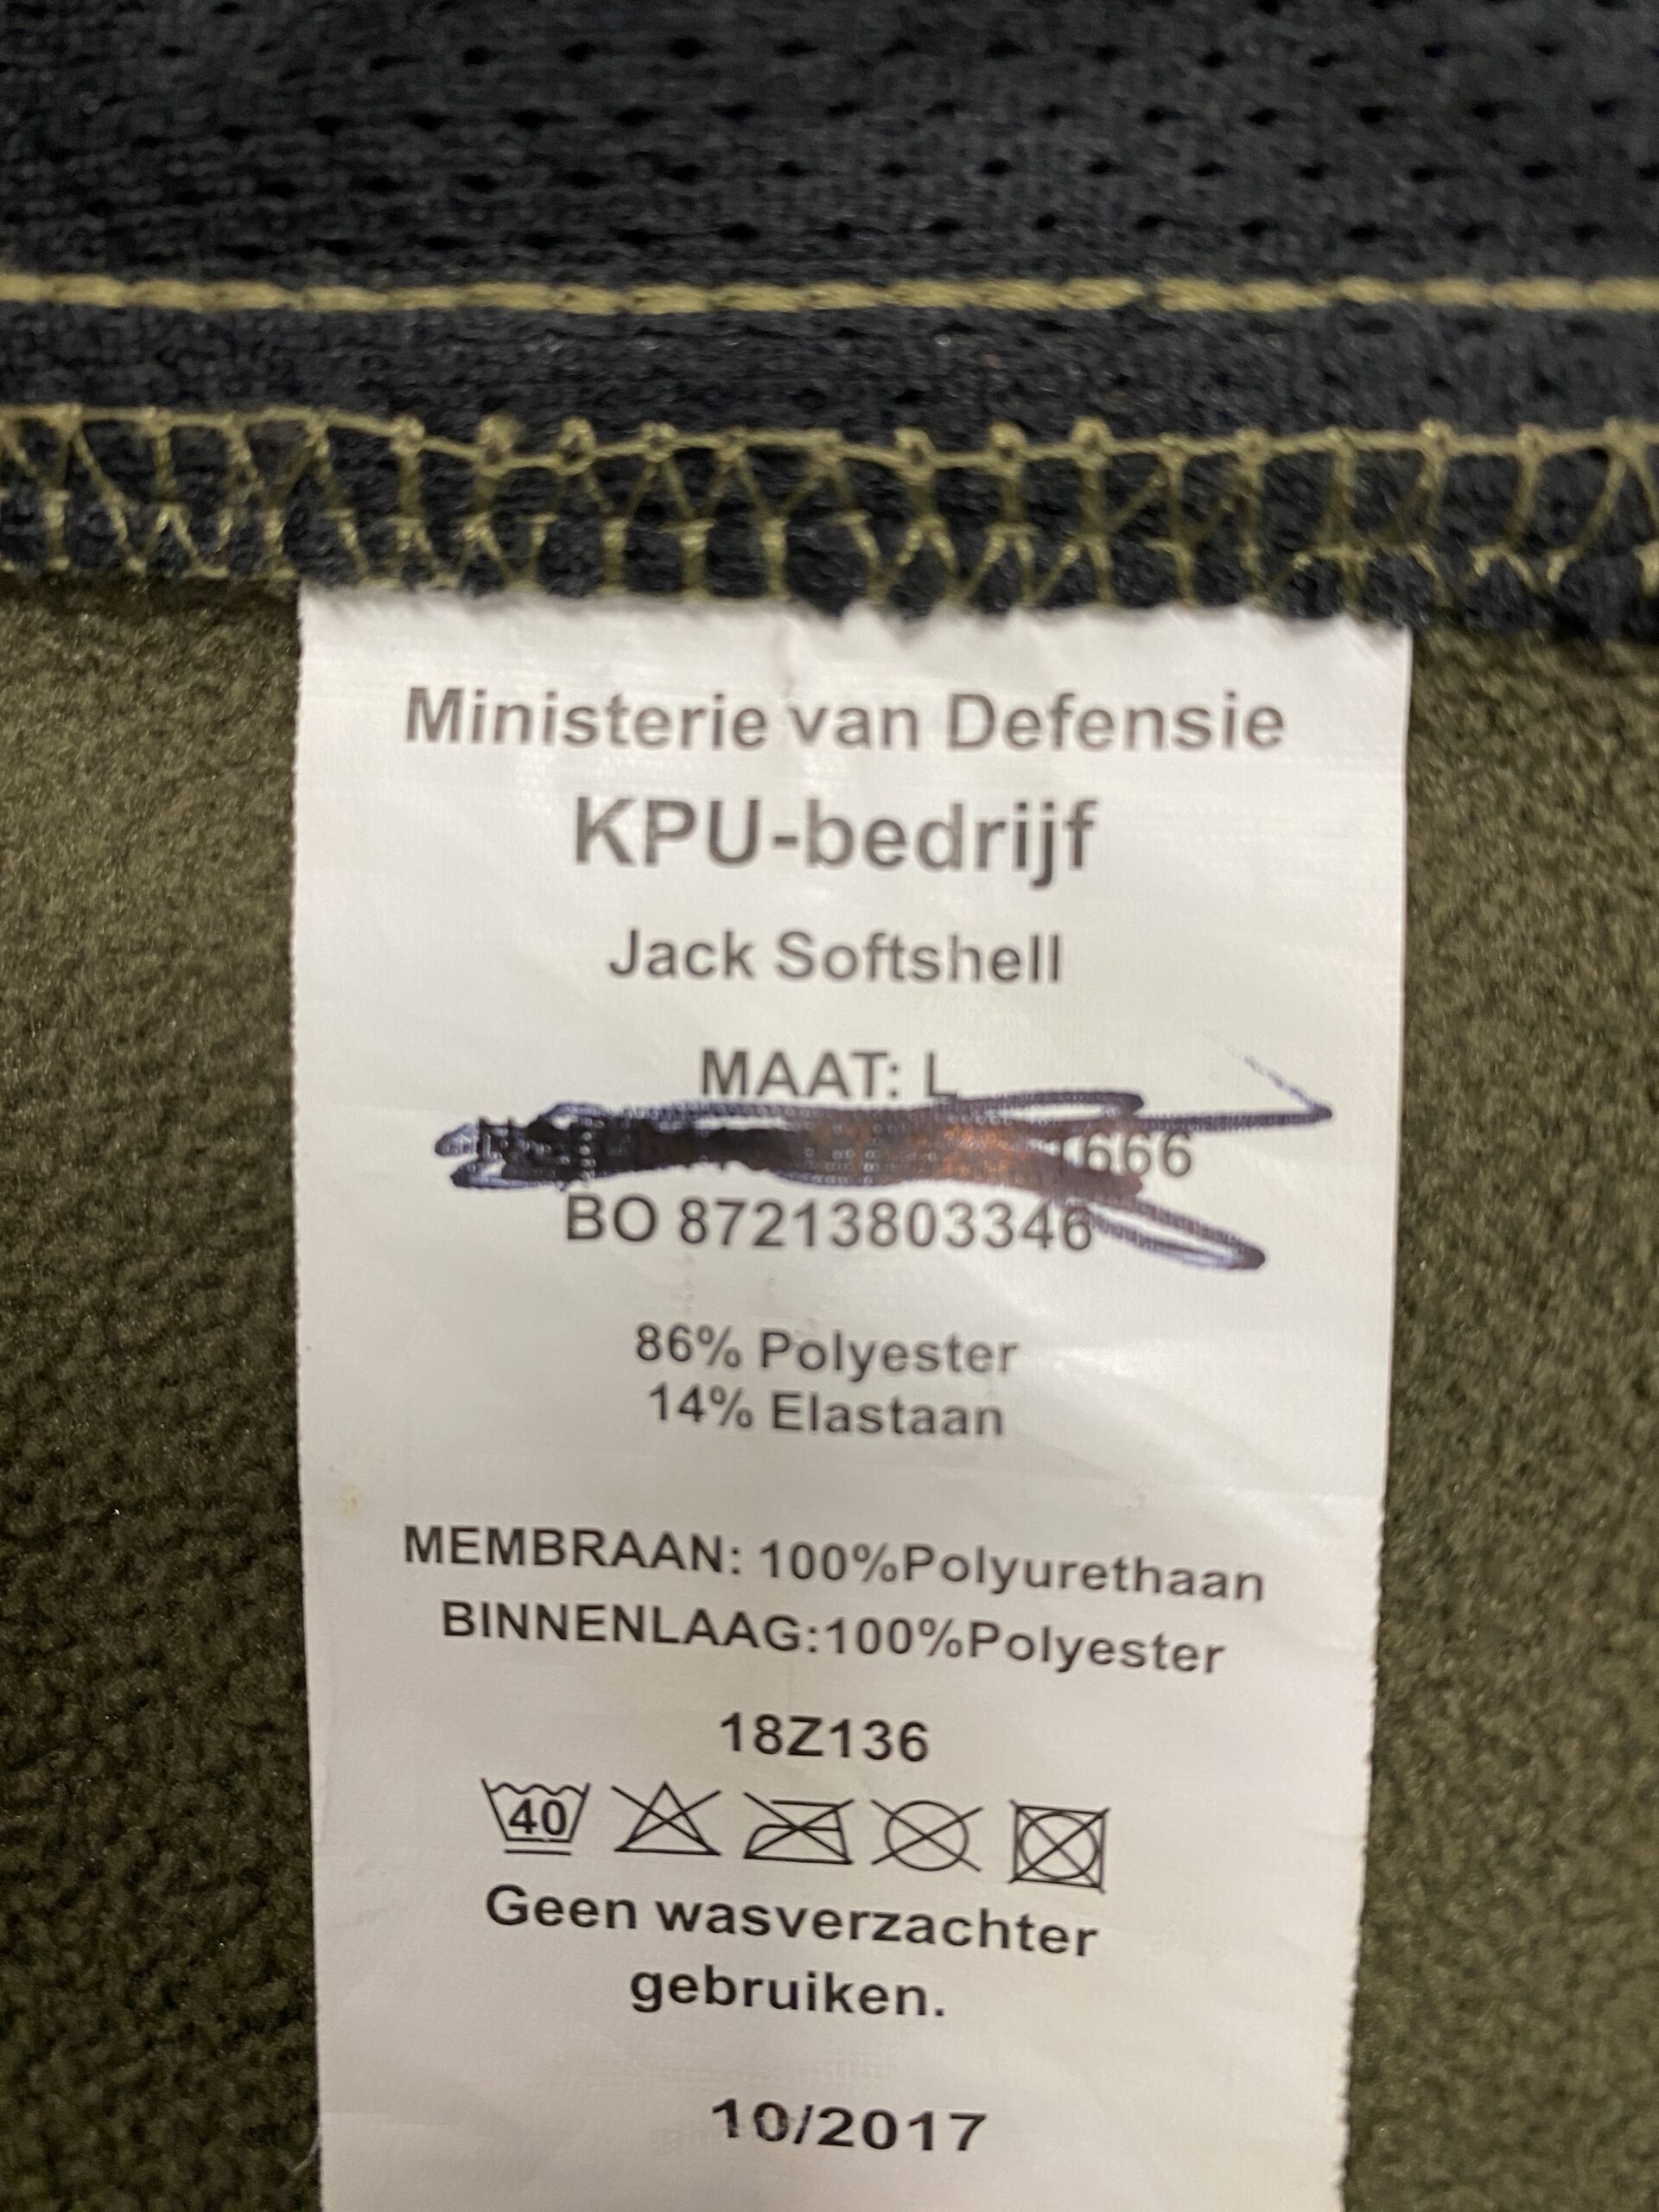 Ministerie van Defensie
KPU-bedrijf
Jack Softshell
MAAT: L
1666
BO 87213803346
86% Polyester
14% Elastaan
MEMBRAAN: 100%Polyurethaan
BINNENLAAG:100%Polyester
18Z136
40
Geen wasverzachter
gebruiken.
10/2017